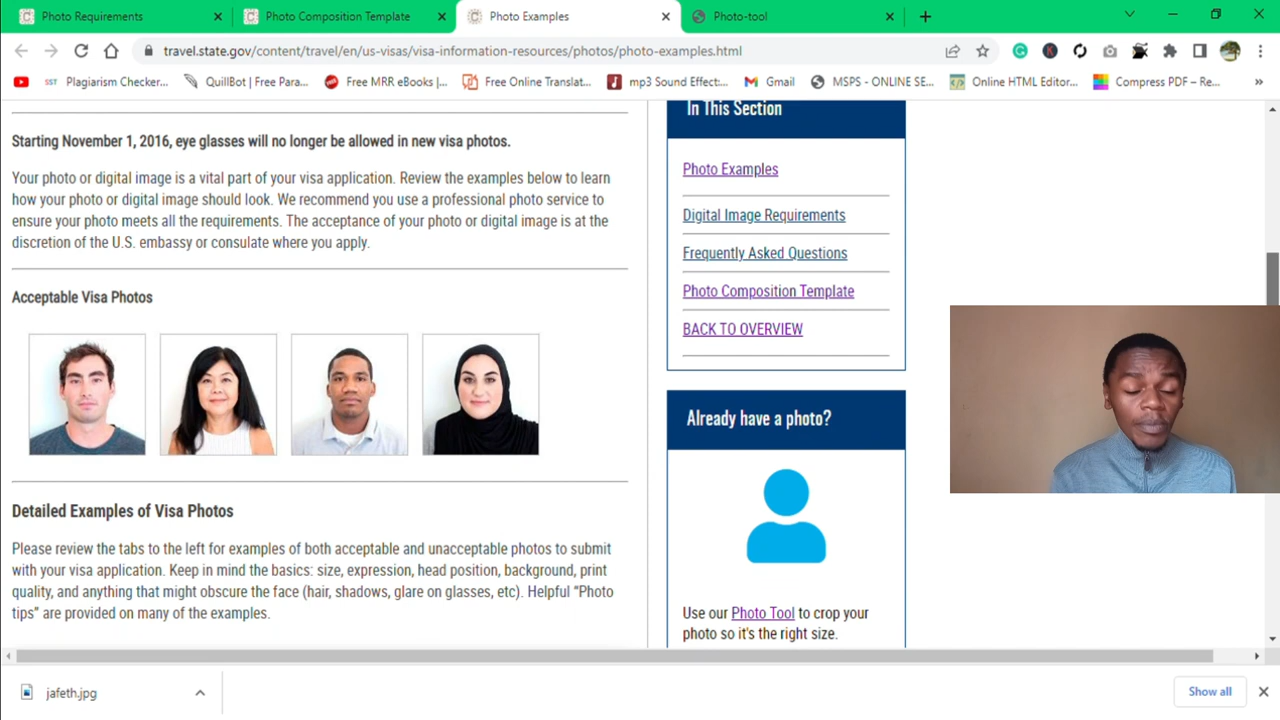 Photo Requirements
Photo Composition Template
Photo Examples
Photo-tool
travel.state.gov/content/travel/en/us-visas/visa-information-resources/photos/photo-examples.html
SST Plagiarism Checker...
QuillBot | Free Para...
Free MRR eBooks |...
Free Online Translat...
mp3 Sound Effect:...
Gmail
MSPS - ONLINE SE...
Online HTML Editor...
Compress PDF – Re...
Starting November 1, 2016, eye glasses will no longer be allowed in new visa photos.
Your photo or digital image is a vital part of your visa application. Review the examples below to learn
how your photo or digital image should look. We recommend you use a professional photo service to
ensure your photo meets all the requirements. The acceptance of your photo or digital image is at the
discretion of the U.S. embassy or consulate where you apply.
Acceptable Visa Photos
Detailed Examples of Visa Photos
Please review the tabs to the left for examples of both acceptable and unacceptable photos to submit
with your visa application. Keep in mind the basics: size, expression, head position, background, print
quality, and anything that might obscure the face (hair, shadows, glare on glasses, etc). Helpful “Photo
tips” are provided on many of the examples.
In This Section
Photo Examples
Digital Image Requirements
Frequently Asked Questions
Photo Composition Template
BACK TO OVERVIEW
Already have a photo?
Use our Photo Tool to crop your
photo so it's the right size.
jafeth.jpg
Show all